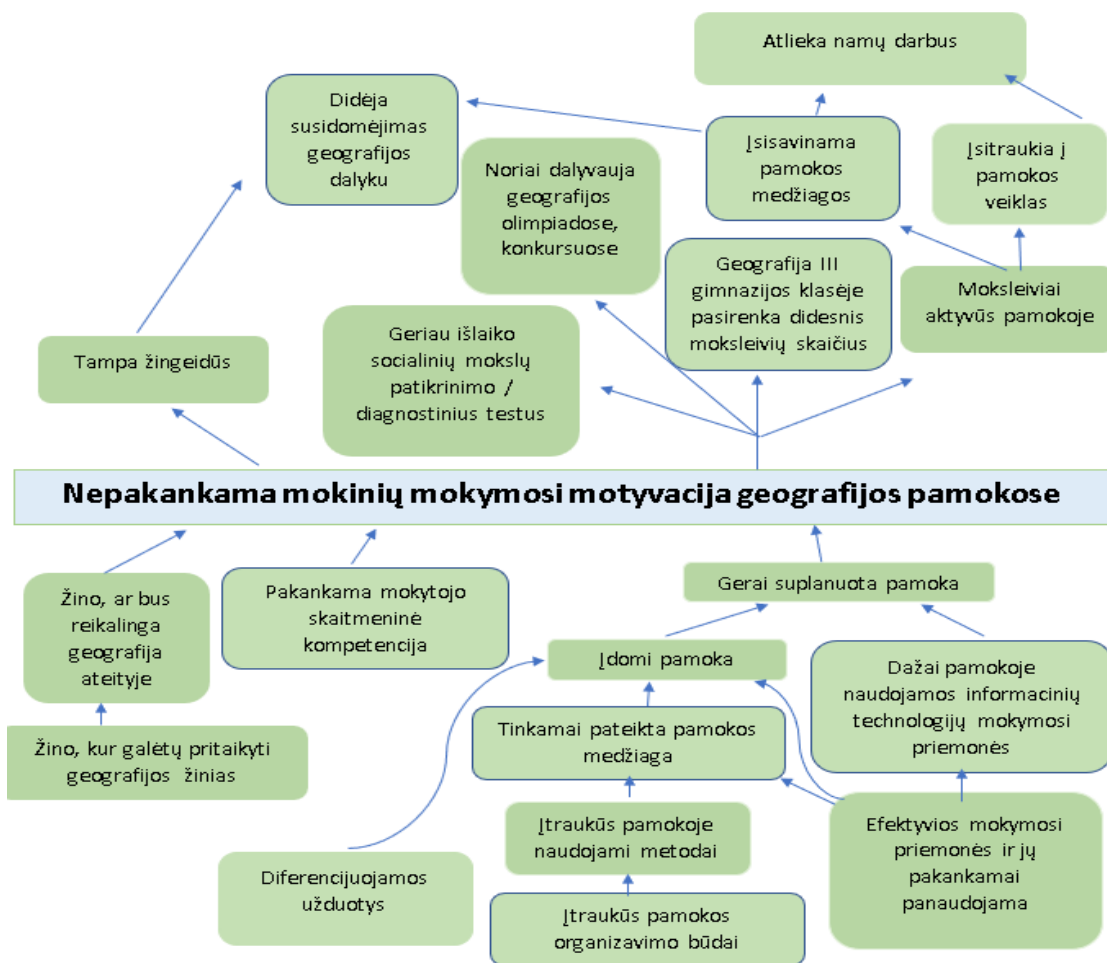 Atlieka namų darbus
Didėja
susidomėjimas
geografijos
dalyku
Noriai dalyvauja
geografijos
olimpiadose,
konkursuose
Įsisavinama
pamokos
medžiagos
Įsitraukia į
pamokos
veiklas
Geografija III
gimnazijos klasėje
pasirenka didesnis
moksleivių skaičius
Moksleiviai
aktyvūs pamokoje
Tampa žingeidūs
Geriau išlaiko
socialinių mokslų
patikrinimo /
diagnostinius testus
Nepakankama mokinių mokymosi motyvacija geografijos pamokose
Žino, ar bus
reikalinga
geografija
ateityje
Pakankama mokytojo
skaitmeninė
kompetencija
Gerai suplanuota pamoka
Įdomi pamoka
Dažai pamokoje
naudojamos informacinių
technologijų mokymosi
priemonės
Žino, kur galėtų pritaikyti
geografijos žinias
Tinkamai pateikta pamokos
medžiaga
Įtraukūs pamokoje
naudojami metodai
Efektyvios mokymosi
priemonės ir jų
pakankamai
panaudojama
Diferencijuojamos
užduotys
Įtraukūs pamokos
organizavimo būdai